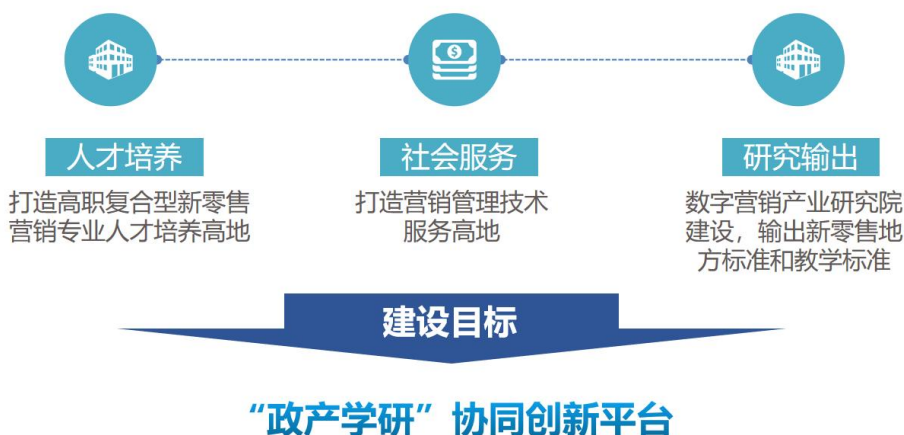 人才培养
打造高职复合型新零售
营销专业人才培养高地
社会服务
打造营销管理技术
服务高地
研究输出
数字营销产业研究院
建设，输出新零售地
方标准和教学标准
建设目标
“政产学研”协同创新平台